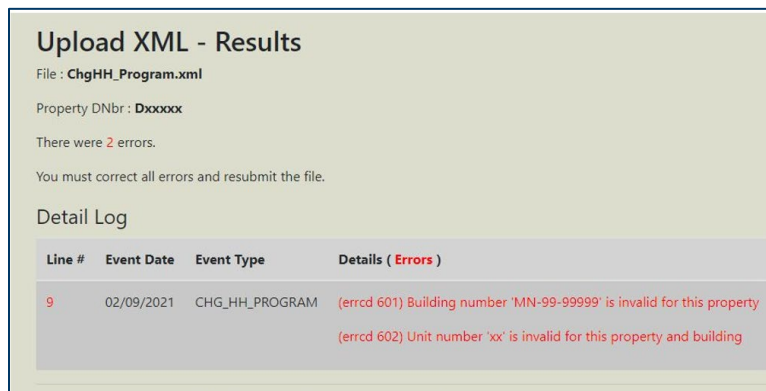 Upload XML - Results
File : ChgHH_Program.xml
Property DNbr : Dxxxxx
There were 2 errors.
You must correct all errors and resubmit the file.
Detail Log
Line # Event Date Event Type Details ( Errors )
9 02/09/2021 CHG_HH_PROGRAM (errcd 601) Building number 'MN-99-99999' is invalid for this property
(errcd 602) Unit number 'xx' is invalid for this property and building